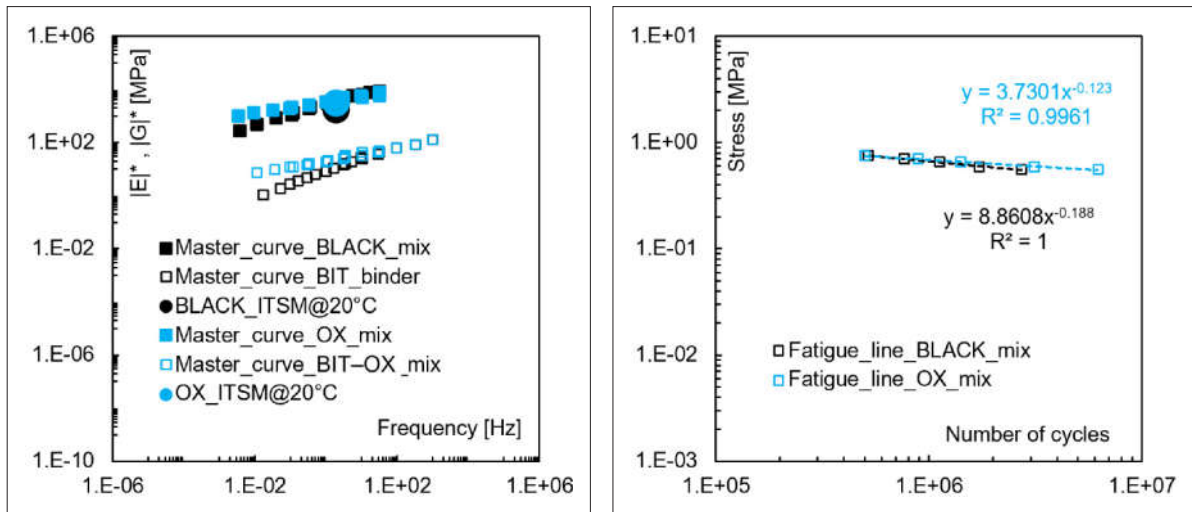 1.E+06
1.E+02
1.E-02
1.E-06
1.E-10
|E|* , |G|* [MPa]
Master_curve_BLACK_mix
Master_curve_BIT_binder
BLACK_ITSM@20°C
Master_curve_OX_mix
Master_curve_BIT–OX_mix
OX_ITSM@20°C
Frequency [Hz]
1.E-06
1.E-02
1.E+02
1.E+06
1.E+01
1.E+00
1.E-01
1.E-02
1.E-03
Stress [MPa]
y = 3.7301x^-0.123
R² = 0.9961
y = 8.8608x^-0.188
R² = 1
Fatigue_line_BLACK_mix
Fatigue_line_OX_mix
Number of cycles
1.E+05
1.E+06
1.E+07